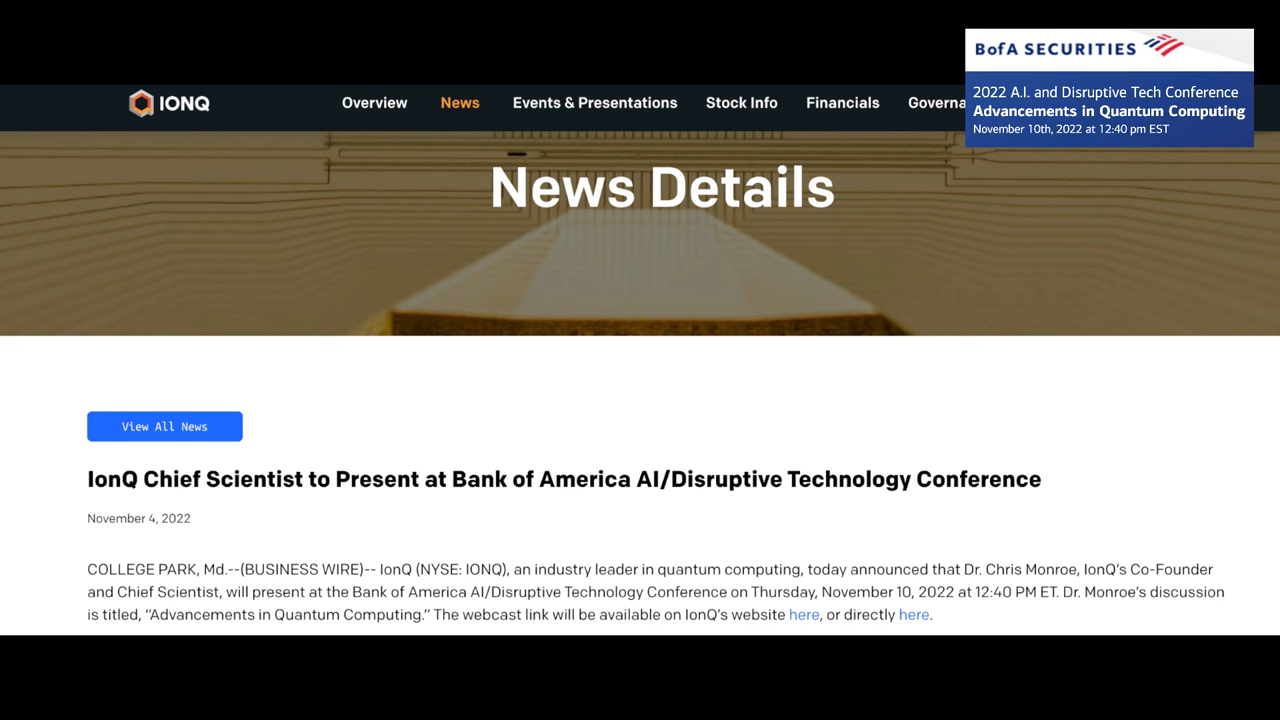 BofA SECURITIES
2022 A.I. and Disruptive Tech Conference
Advancements in Quantum Computing
November 10th, 2022 at 12:40 pm EST
IONQ
Overview News Events & Presentations Stock Info Financials Governa
News Details
View All News
IonQ Chief Scientist to Present at Bank of America AI/Disruptive Technology Conference
November 4, 2022
COLLEGE PARK, Md.--(BUSINESS WIRE)-- IonQ (NYSE: IONQ), an industry leader in quantum computing, today announced that Dr. Chris Monroe, IonQ’s Co-Founder
and Chief Scientist, will present at the Bank of America AI/Disruptive Technology Conference on Thursday, November 10, 2022 at 12:40 PM ET. Dr. Monroe’s discussion
is titled, “Advancements in Quantum Computing.” The webcast link will be available on IonQ’s website here, or directly here.